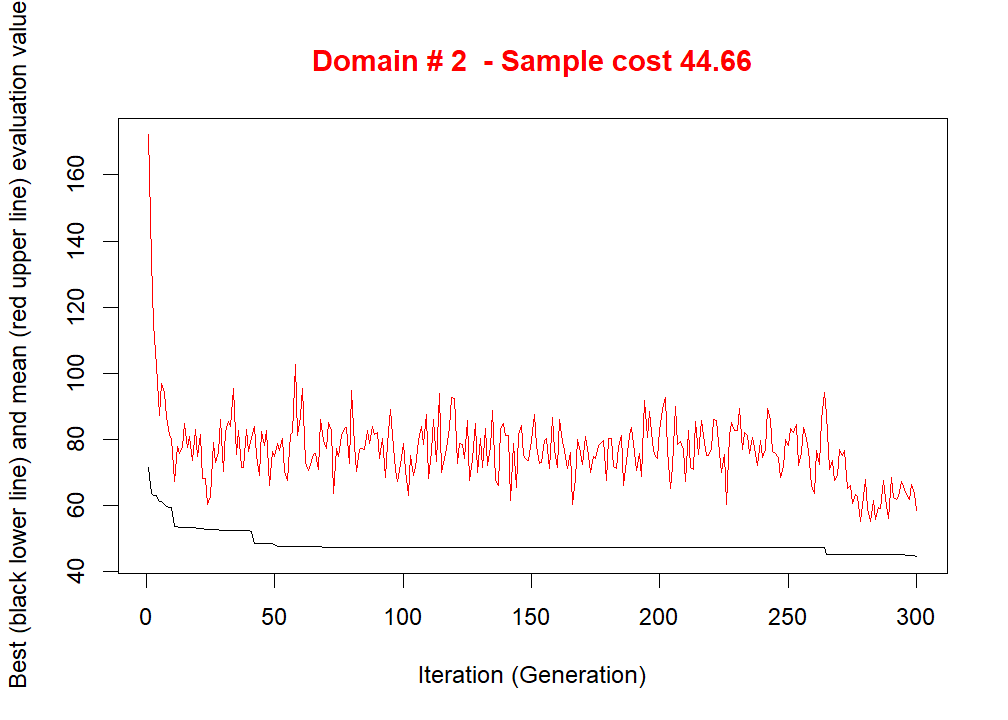 Domain # 2 - Sample cost 44.66
Best (black lower line) and mean (red upper line) evaluation value
160
140
120
100
80
60
40
0 50 100 150 200 250 300
Iteration (Generation)